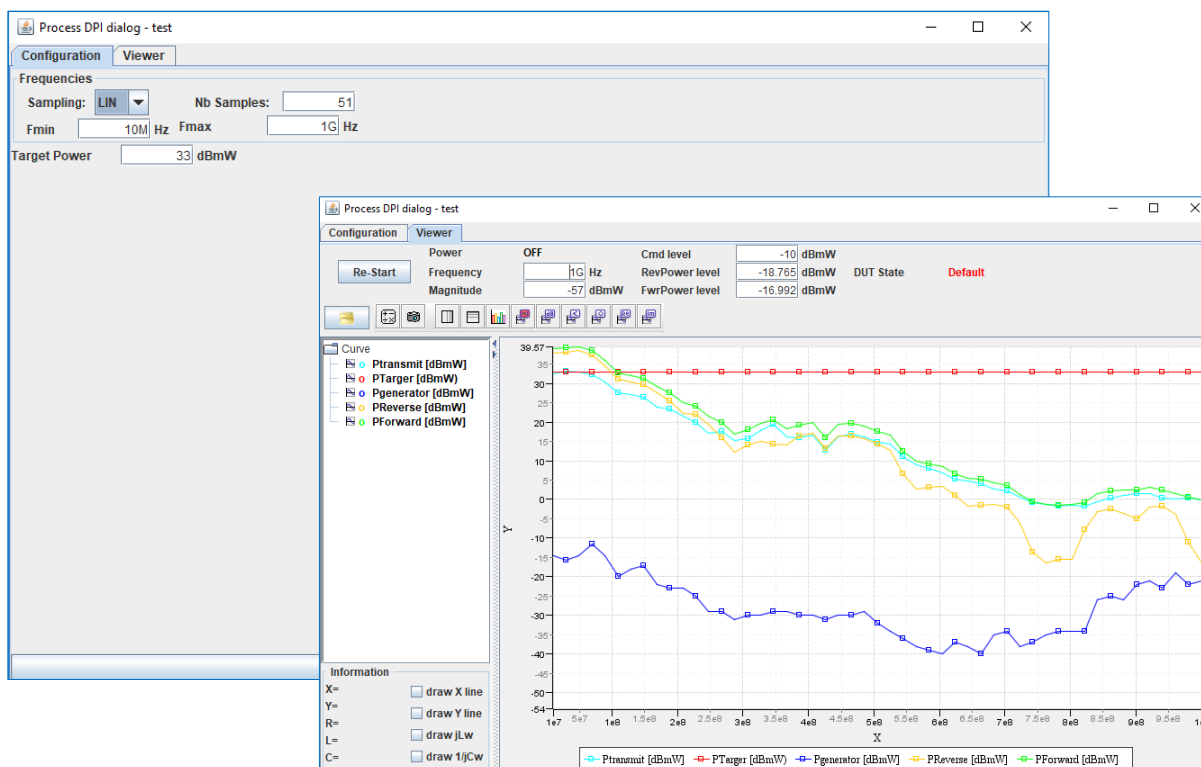 Process DPI dialog - test
Configuration Viewer
Frequencies
Sampling: LIN Nb Samples: 51
Fmin 10M Hz Fmax 1G Hz
Target Power 33 dBmW
Process DPI dialog - test
Configuration Viewer
Power OFF Cmd level -10 dBmW
Re-Start Frequency 1G Hz RevPower level -18.765 dBmW DUT State Default
Magnitude -57 dBmW FwrPower level -16.992 dBmW
Curve
Ptransmit [dBmW]
PTarger [dBmW)
Pgenerator [dBmW]
PReverse [dBmW]
PForward [dBmW]
39.57
35
30
25
20
15
10
5
0
-5
-10
-15
-20
-25
-30
-35
-40
-45
-50
-54
Y
1e7 5e7 1e8 1.5e8 2e8 2.5e8 3e8 3.5e8 4e8 4.5e8 5e8 5.5e8 6e8 6.5e8 7e8 7.5e8 8e8 8.5e8 9e8 9.5e8
X
Information
X= draw X line
Y= draw Y line
R=
L= draw jLw
C= draw 1/jCw
Ptransmit [dBmW] PTarger [dBmW) Pgenerator [dBmW] PReverse [dBmW] PForward [dBmW]